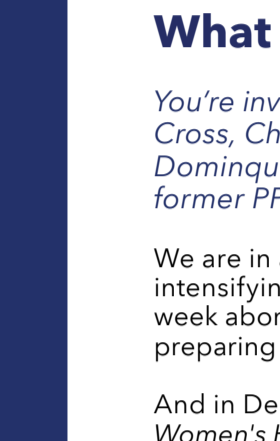 What
You're inv
Cross, Ch
Dominqu
former PF
We are in
intensifyin
week abor
preparing
And in De
Women's